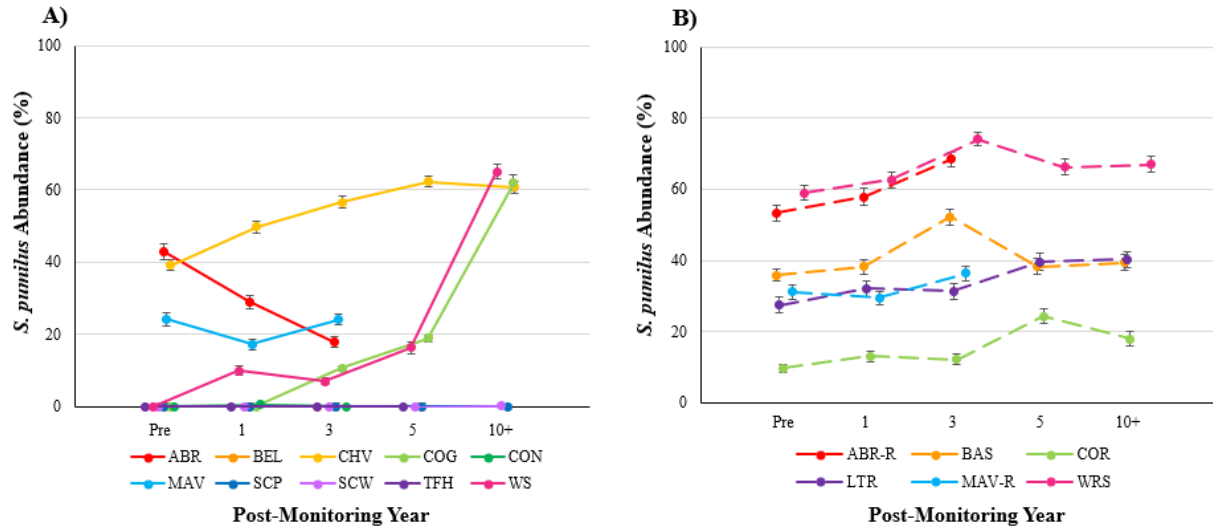 A)
S. pumilus Abundance (%)
100
80
60
40
20
0
Pre 1 3 5 10+
ABR BEL CHV COG CON
MAV SCP SCW TFH WS
Post-Monitoring Year
B)
S. pumilus Abundance (%)
100
80
60
40
20
0
Pre 1 3 5 10+
ABR-R BAS COR
LTR MAV-R WRS
Post-Monitoring Year